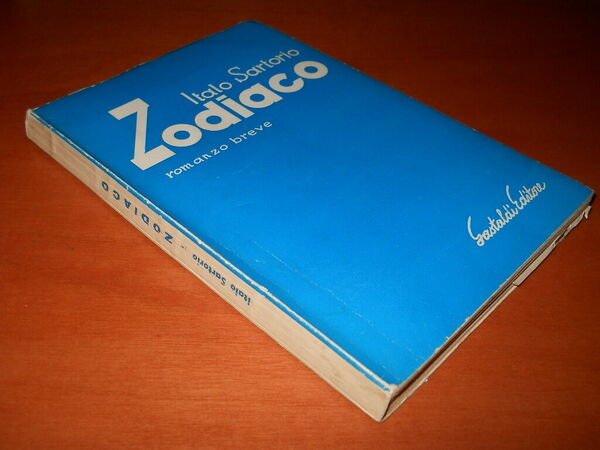 Italo Sartorio
Zodiaco
romanzo breve
Gastaldi Editore
italo Sartorio - ZODIACO